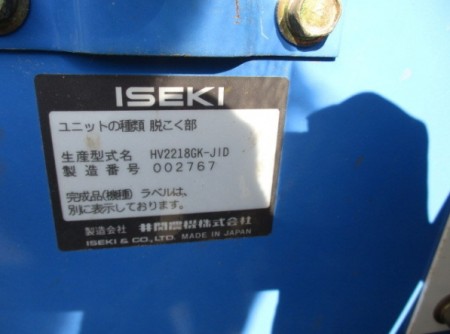 ISEKI
ユニットの種類 脱こく部
生産型式名 HV2218GK-JID
製造番号 002767
完成品(機種) ラベルは、
別に表示しております。
製造会社 井関農機株式会社
ISEKI & CO., LTD. MADE IN JAPAN